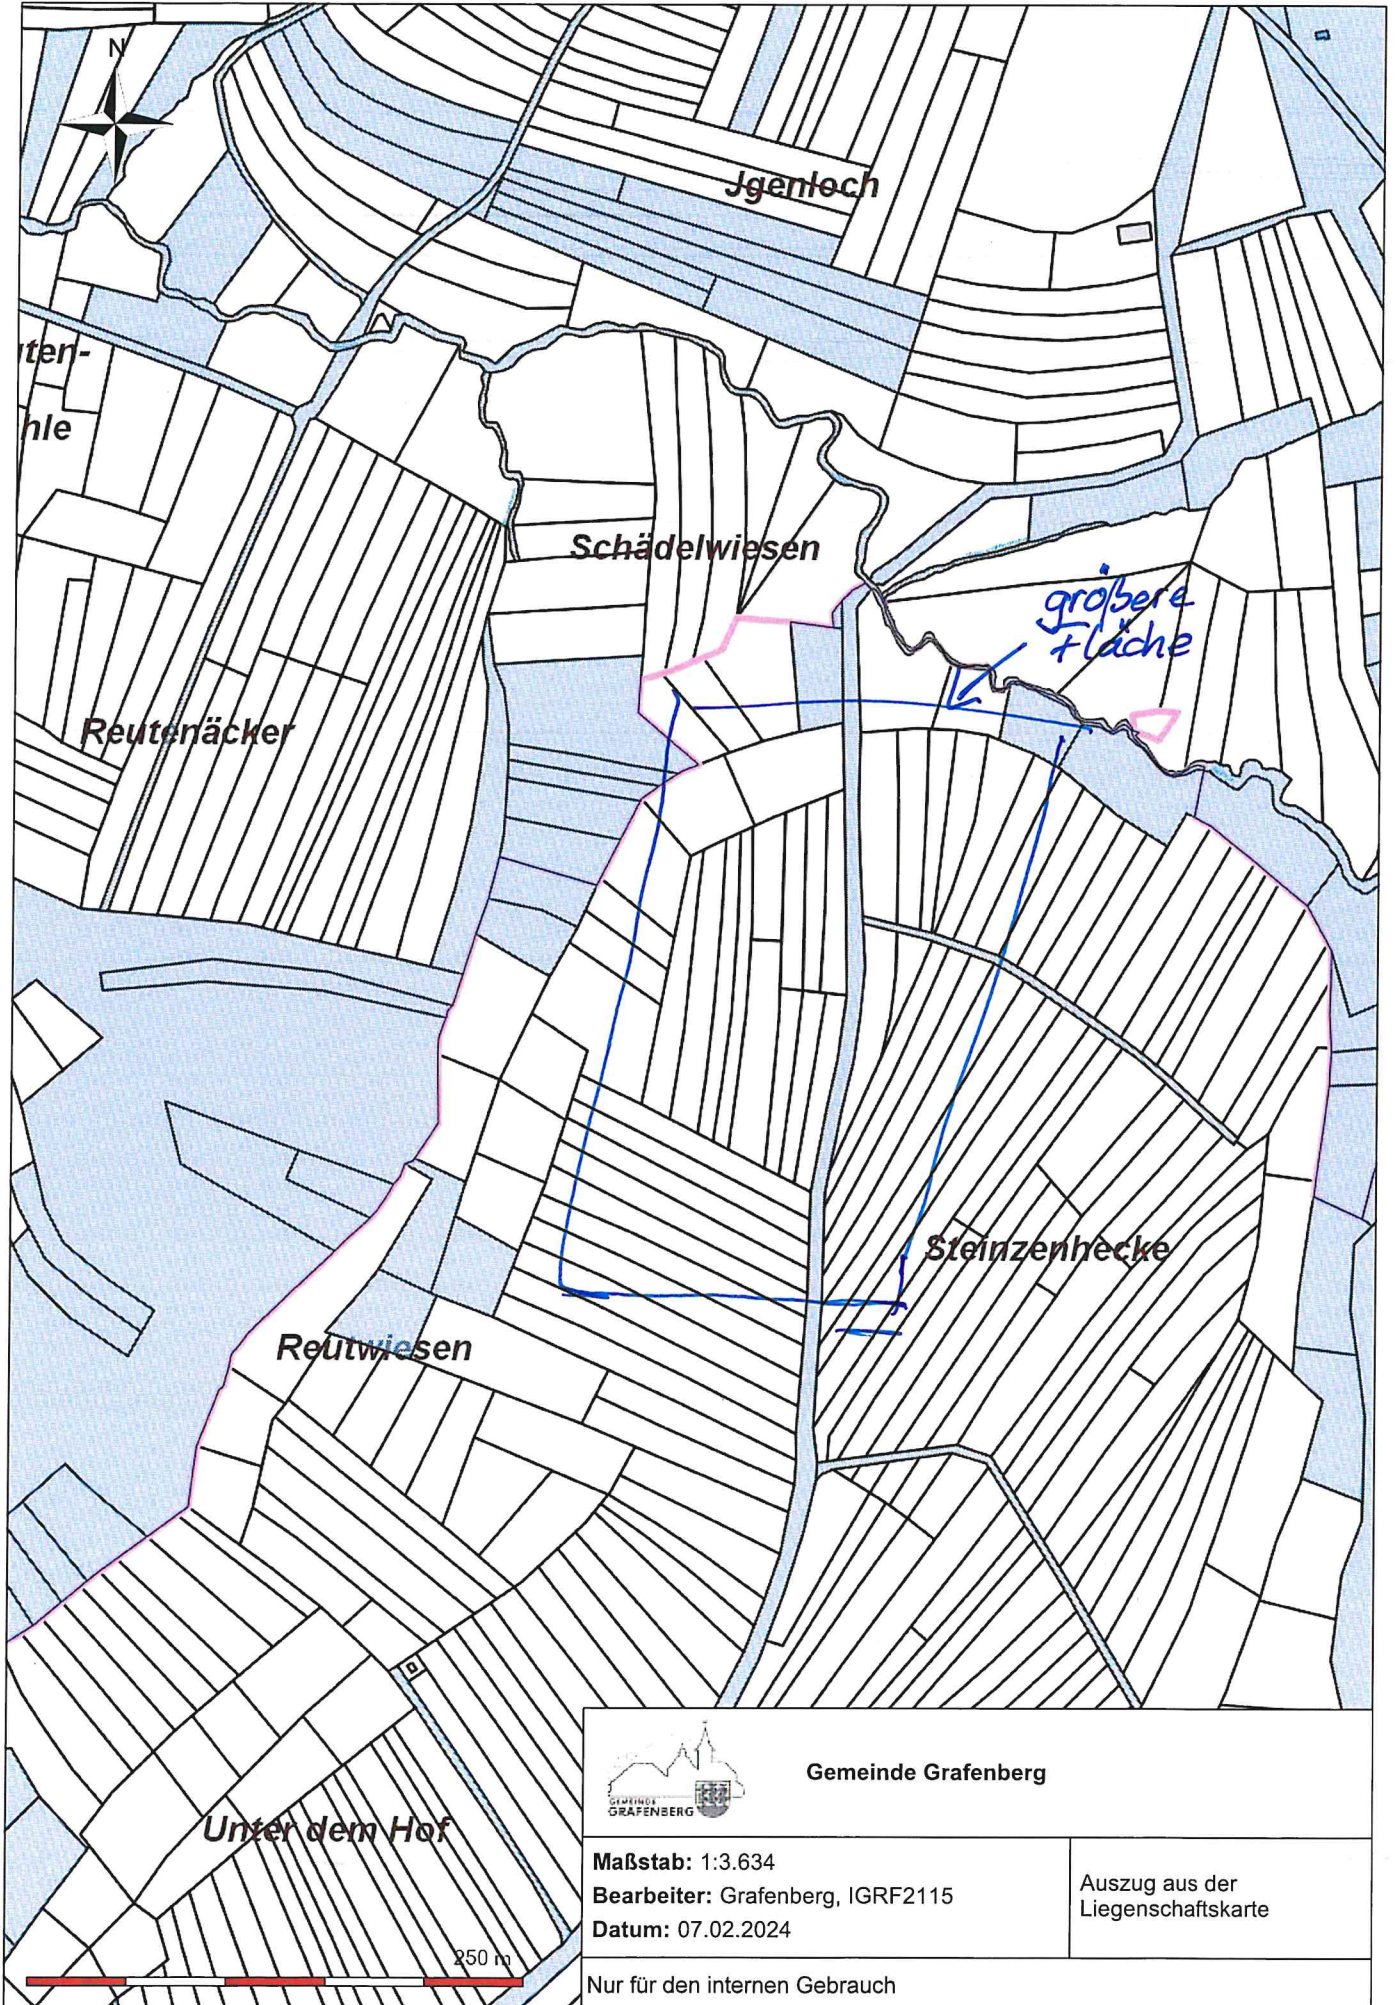 N
Jgenloch
ten-
hle
Schädelwiesen
größere
Fläche
Reutenäcker
Steinzenhecke
Reutwiesen
Unter dem Hof
250 m
GEMEINDE
GRAFENBERG
Gemeinde Grafenberg
Maßstab: 1:3.634
Bearbeiter: Grafenberg, IGRF2115
Datum: 07.02.2024
Auszug aus der
Liegenschaftskarte
Nur für den internen Gebrauch